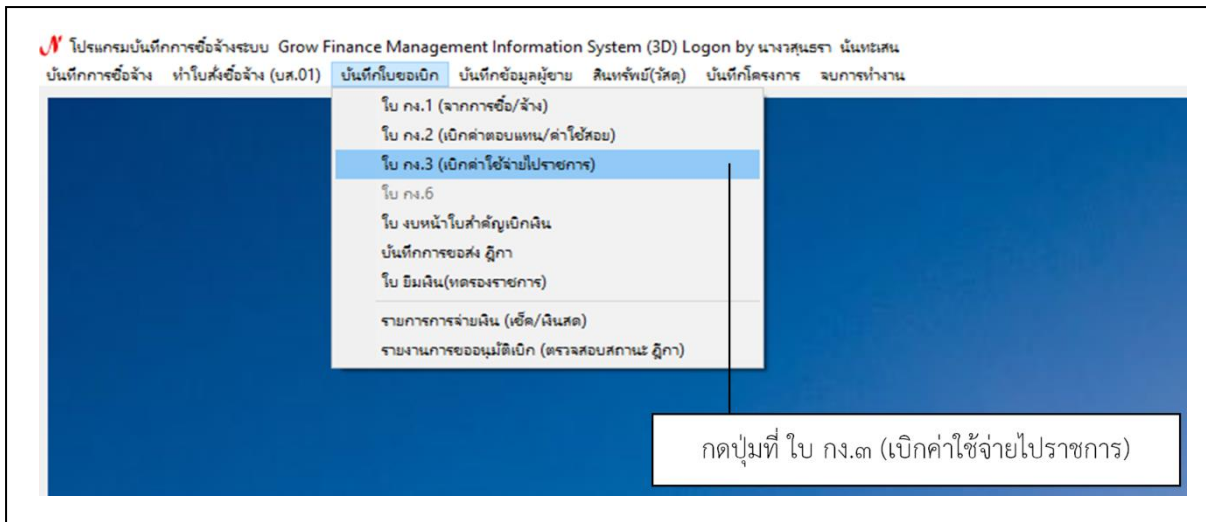 โปรแกรมบันทึกการซื้อจ้างระบบ Grow Finance Management Information System (3D) Logon by นางวสุนธรา นันทะเสน
บันทึกการซื้อจ้าง ทำใบสั่งซื้อจ้าง (บส.01) บันทึกใบขอเบิก บันทึกข้อมูลผู้ขาย สินทรัพย์(วัสดุ) บันทึกโครงการ จบการทำงาน
ใบ กง.1 (จากการซื้อ/จ้าง)
ใบ กง.2 (เบิกค่าตอบแทน/ค่าใช้สอย)
ใบ กง.3 (เบิกค่าใช้จ่ายไปราชการ)
ใบ กง.6
ใบ งบหน้าใบสำคัญเบิกเงิน
บันทึกการขอส่ง ฎีกา
ใบ ยืมเงิน(ทดรองราชการ)
รายการการจ่ายเงิน (เช็ค/เงินสด)
รายงานการขออนุมัติเบิก (ตรวจสอบสถานะ ฎีกา)
กดปุ่มที่ ใบ กง.๓ (เบิกค่าใช้จ่ายไปราชการ)